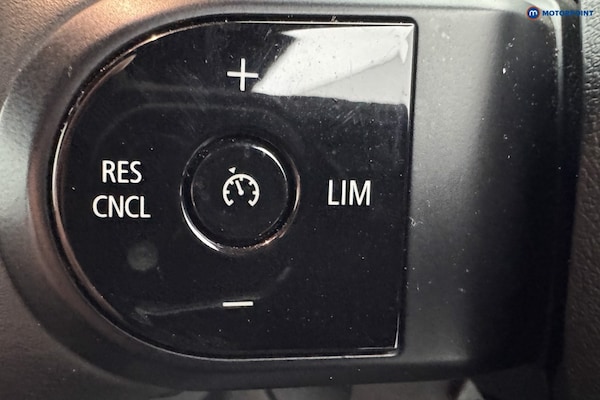 MOTORPOINT
+
RES
CNCL
LIM
−